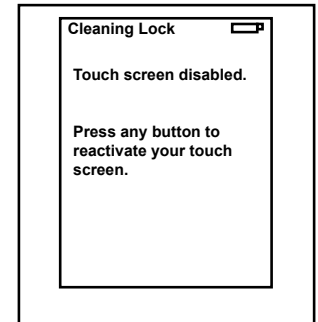 Cleaning Lock
Touch screen disabled.
Press any button to
reactivate your touch
screen.